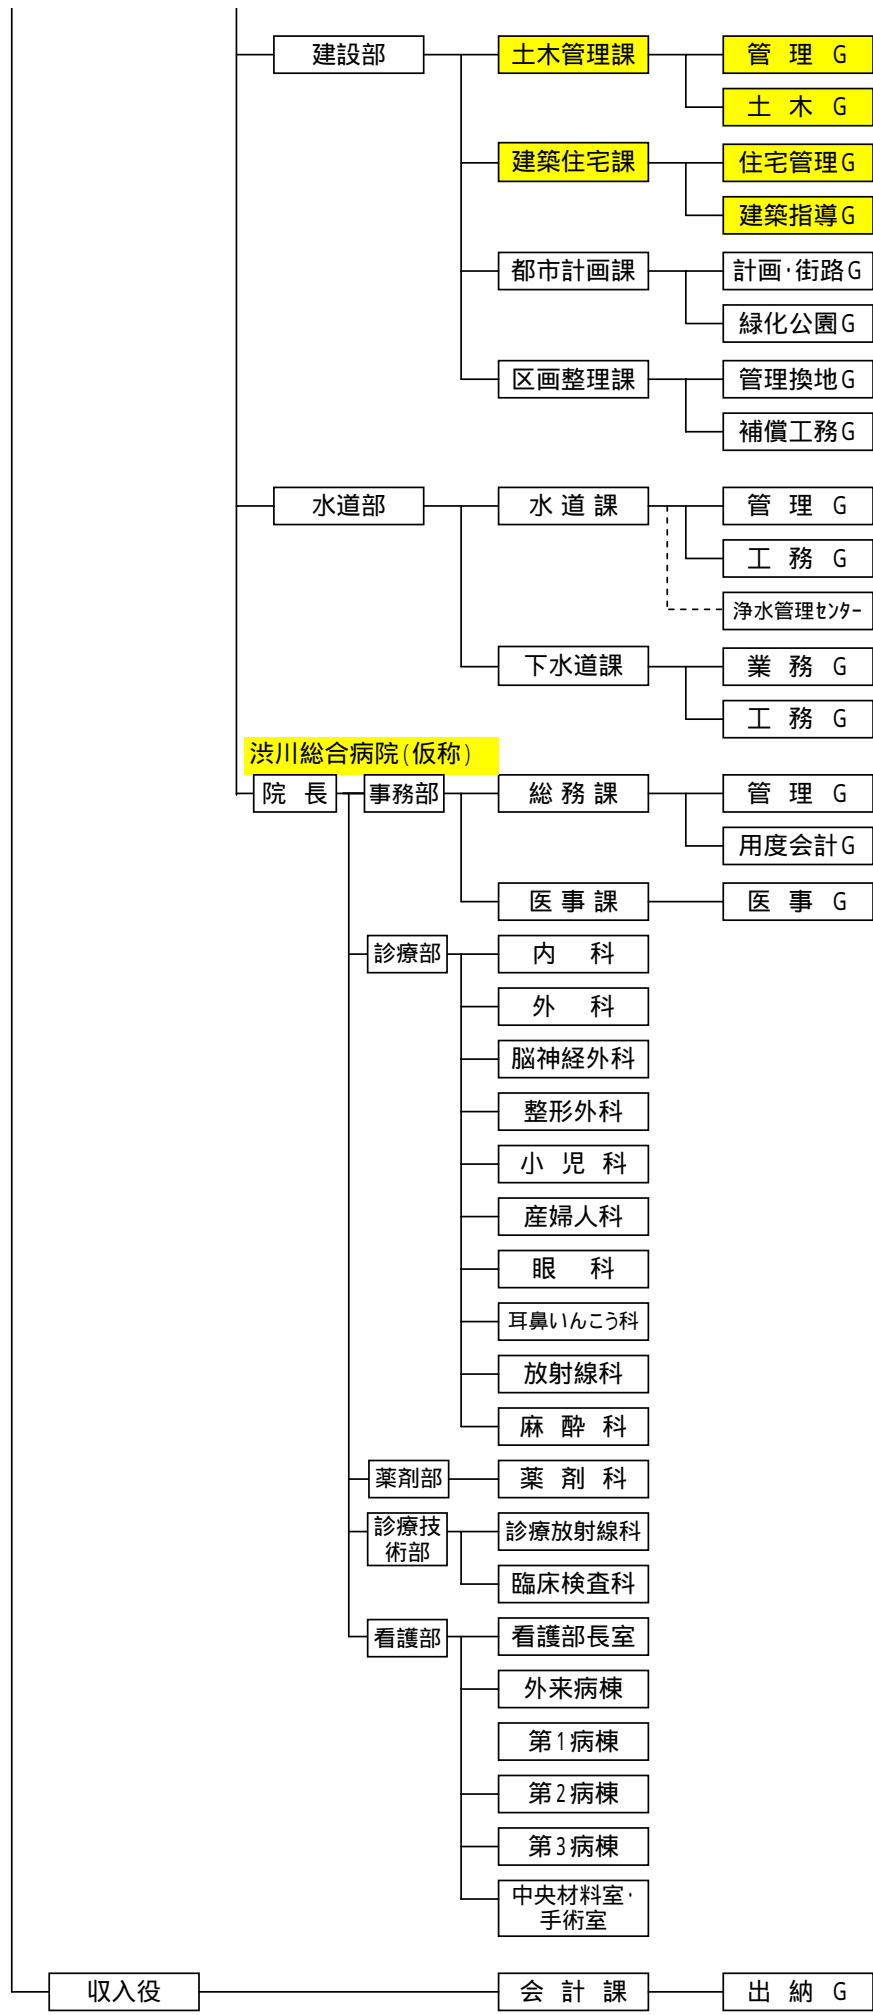 建設部 土木管理課 管理G
土木G
建築住宅課 住宅管理G
建築指導G
都市計画課 計画･街路G
緑化公園G
区画整理課 管理換地G
補償工務G
水道部 水道課 管理G
工務G
浄水管理ｾﾝﾀｰ
下水道課 業務G
工務G
渋川総合病院(仮称)
院長 事務部 総務課 管理G
用度会計G
医事課 医事G
診療部 内科
外科
脳神経外科
整形外科
小児科
産婦人科
眼科
耳鼻いんこう科
放射線科
麻酔科
薬剤部 薬剤科
診療技
術部
診療放射線科
臨床検査科
看護部 看護部長室
外来病棟
第1病棟
第2病棟
第3病棟
中央材料室･
手術室
収入役 会計課 出納G